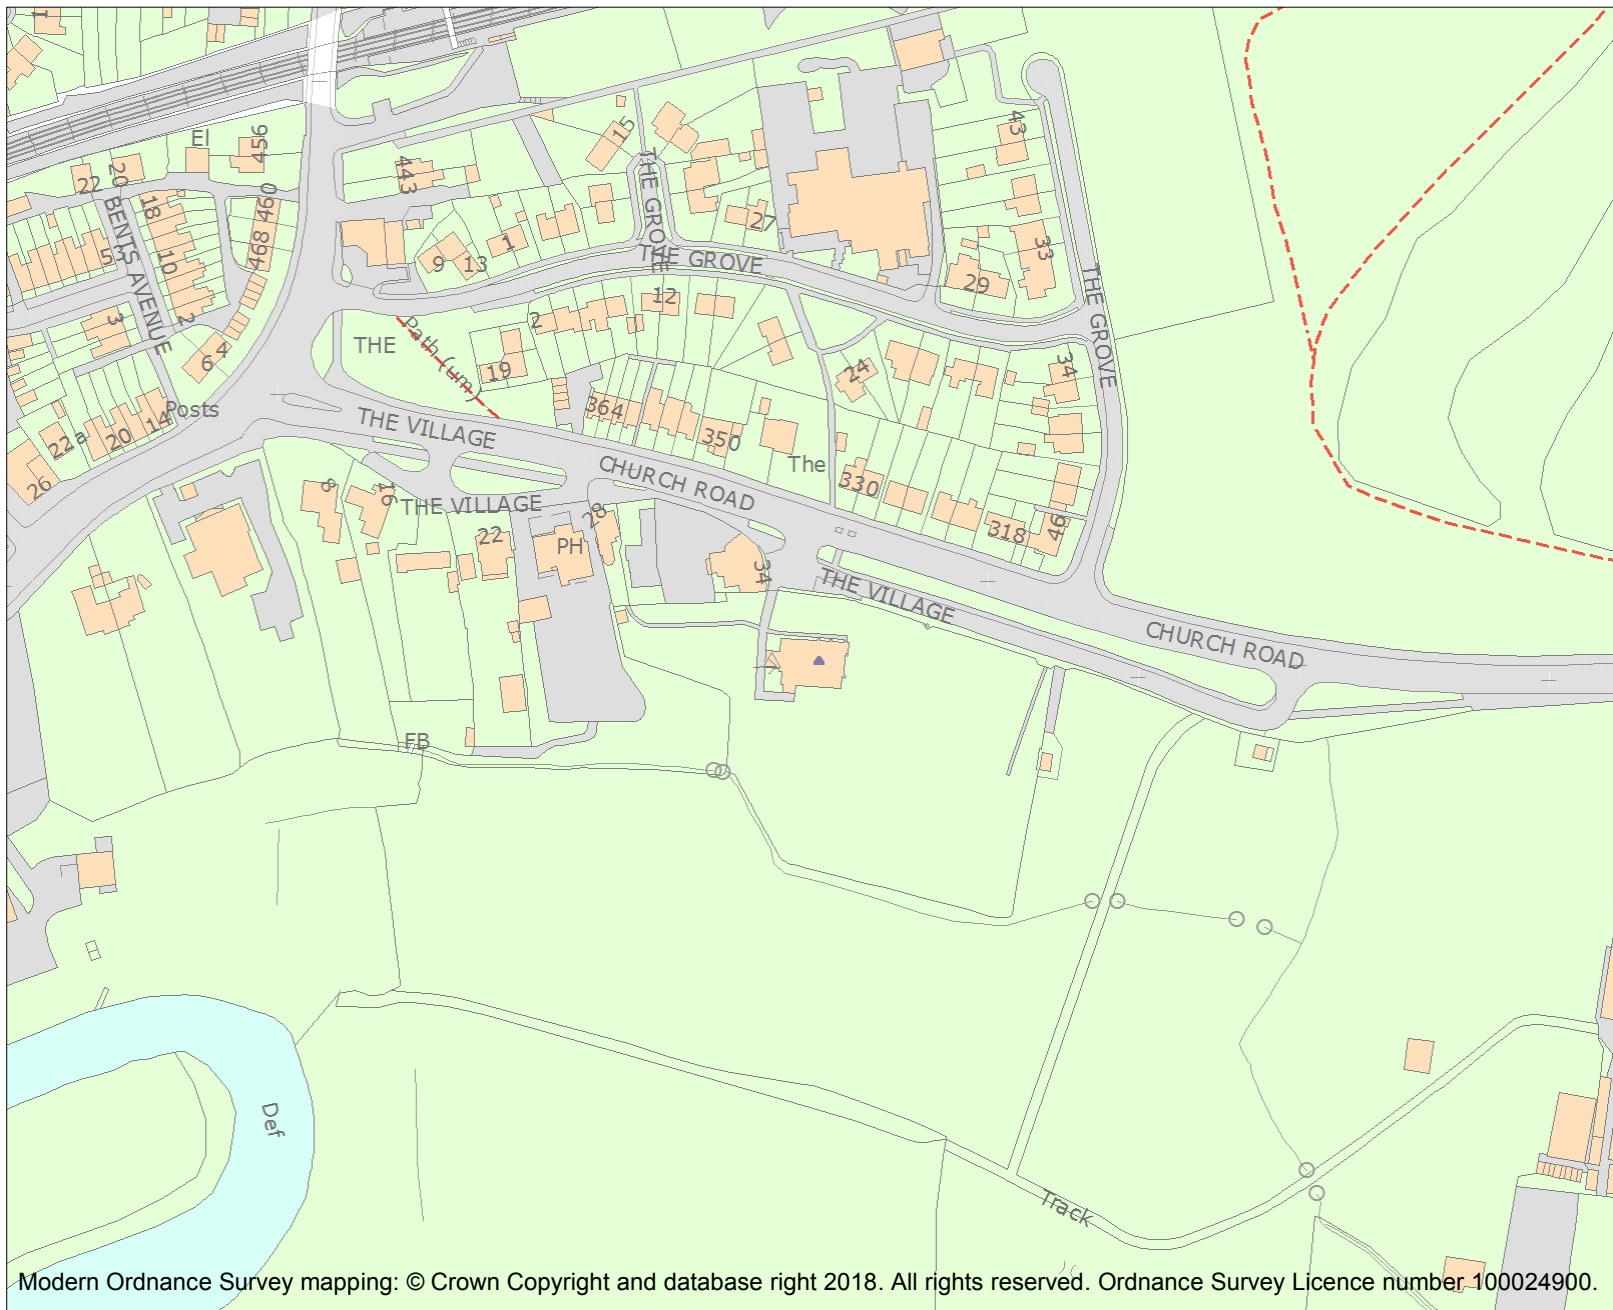 1
El
456
443
15
43
22
20
BENTS AVENUE
18
460
THE GROVE
27
53
10
468
9
13
1
THE GROVE
33
29
THE GROVE
12
3
2
2
Path (um)
THE
6
4
19
24
34
Posts
364
THE VILLAGE
350
22a
20
14
The
CHURCH ROAD
330
26
8
16
THE VILLAGE
28
22
PH
318
46
34
THE VILLAGE
CHURCH ROAD
FB
Def
Track
Modern Ordnance Survey mapping: © Crown Copyright and database right 2018. All rights reserved. Ordnance Survey Licence number 100024900.